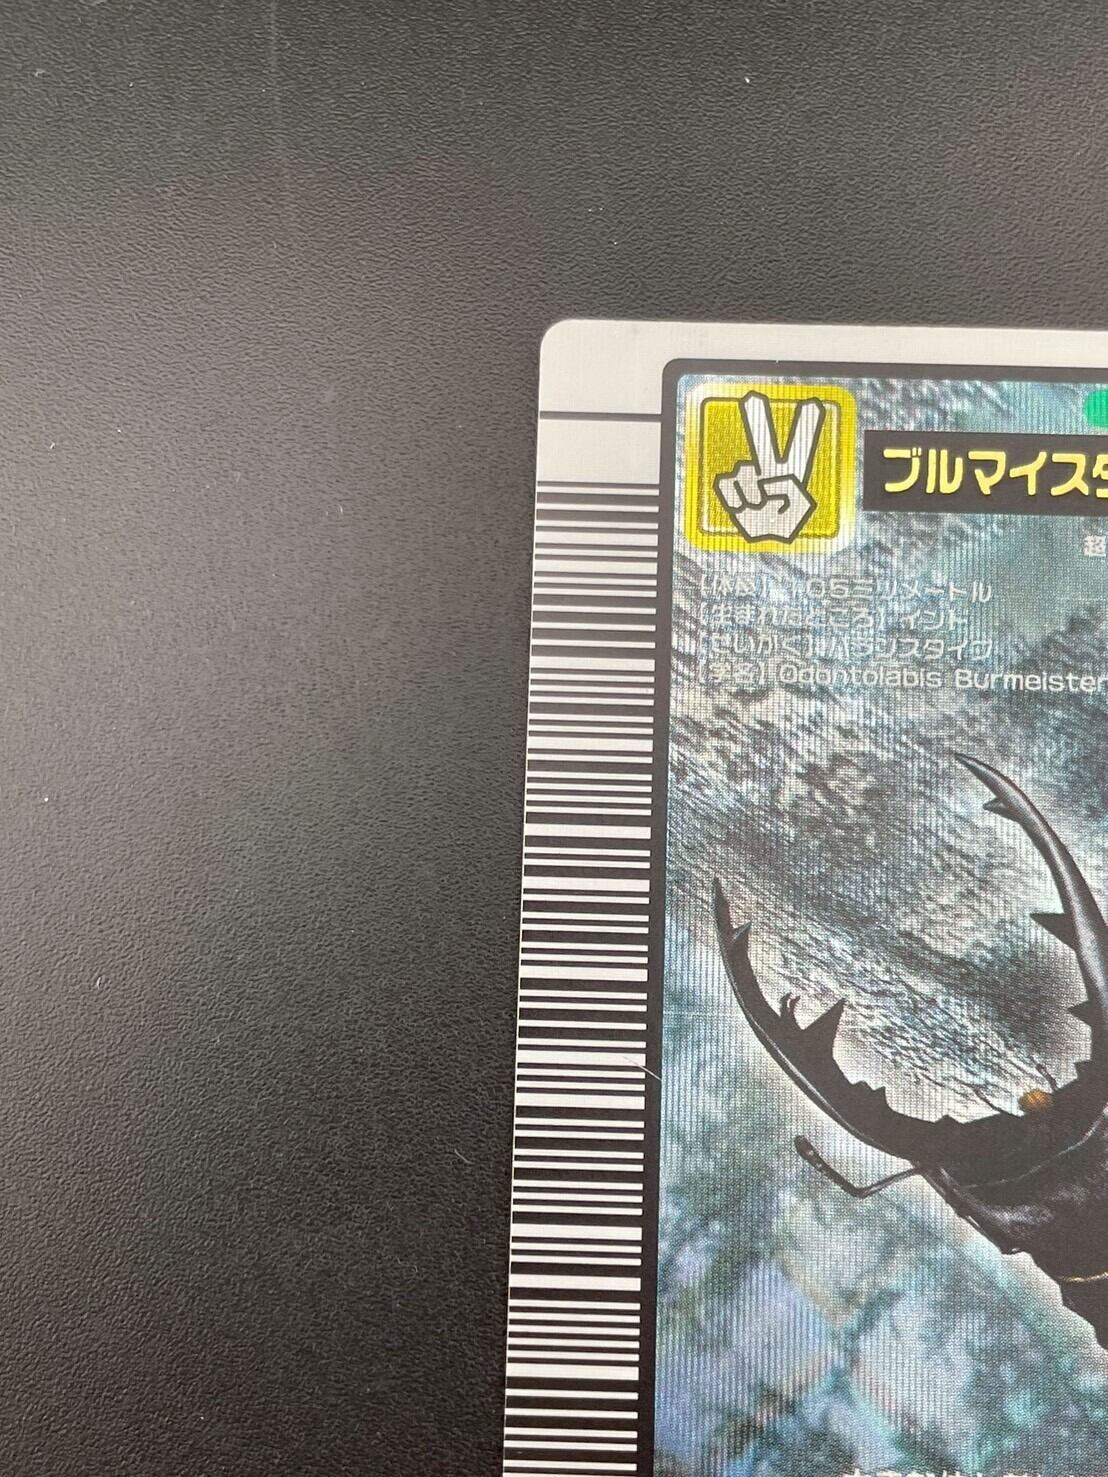 ブルマイスタ
超
【体長】105ミリメートル
【生まれたところ】インド
【せいかく】バランスタイプ
【学名】Odontolabis Burmeister